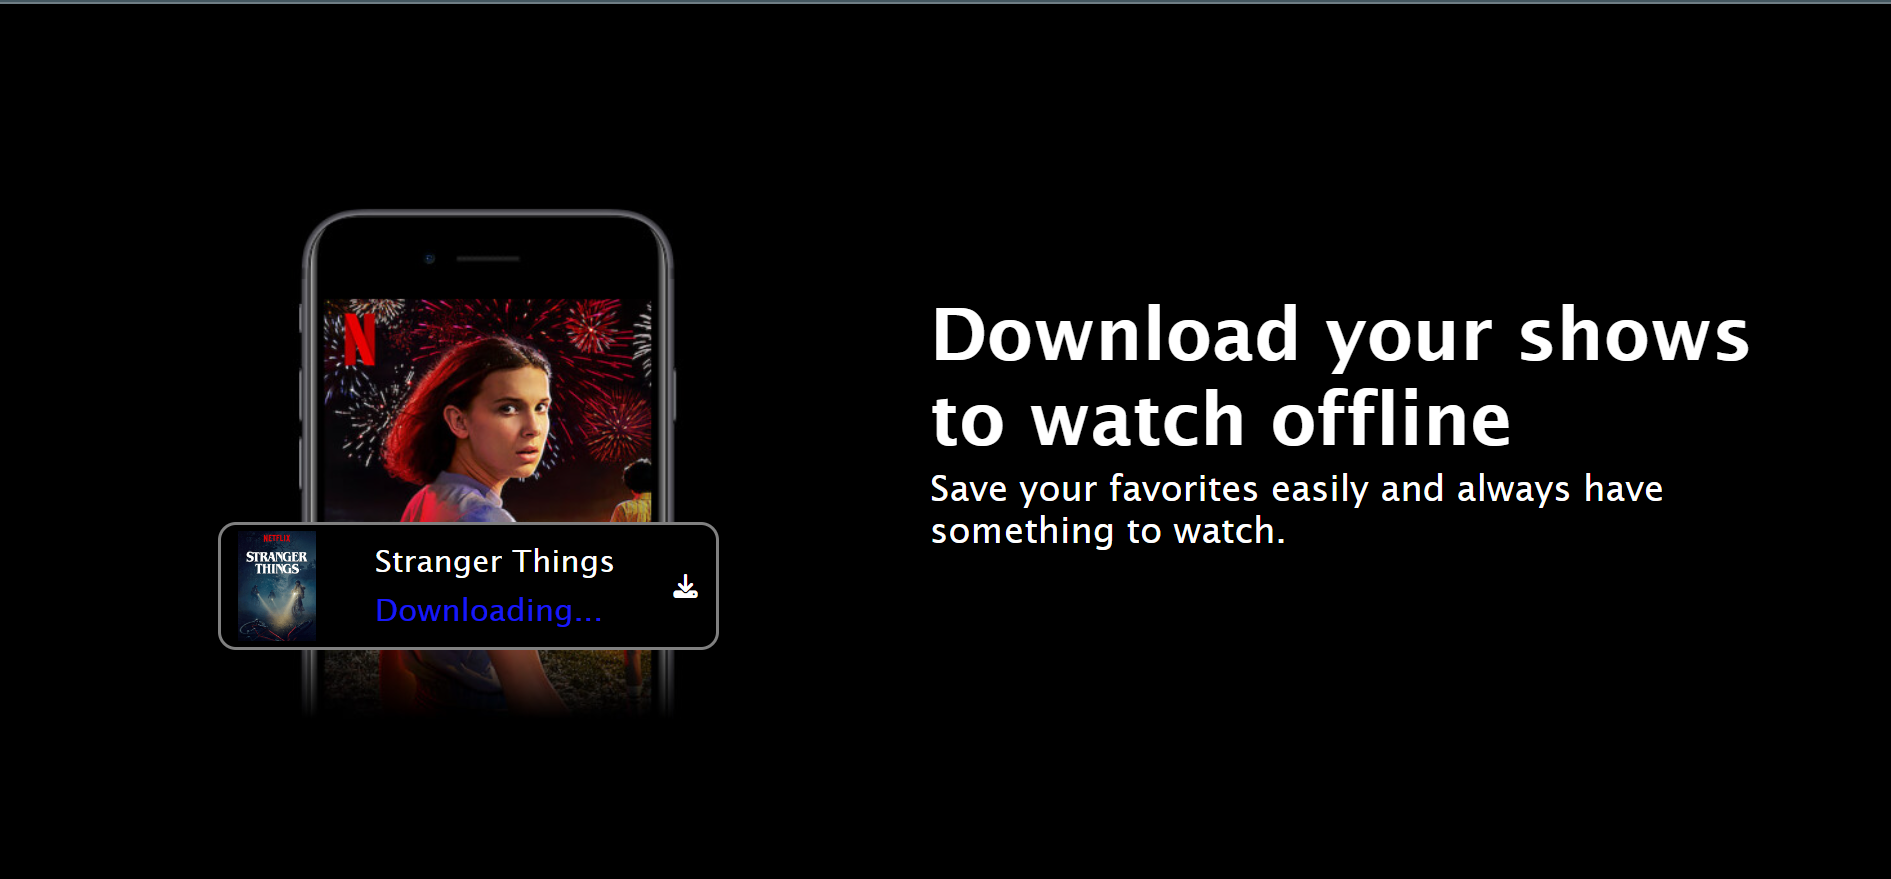 N
Download your shows
to watch offline
Save your favorites easily and always have
something to watch.
NETFLIX
STRANGER
THINGS
Stranger Things
Downloading...